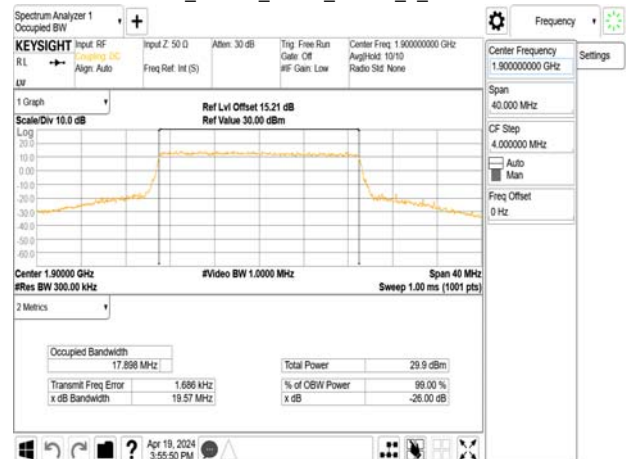 Spectrum Analyzer 1
Occupied BW
Frequency
KEYSIGHT
Input: RF
Input Z: 50 Ω
Atten: 30 dB
Trig: Free Run
Center Freq: 1.900000000 GHz
RL
Coupling: DC
Gate: Off
Avg|Hold: 10/10
Align: Auto
Freq Ref: Int (S)
#IF Gain: Low
Radio Std: None
LV
Center Frequency
1.900000000 GHz
Settings
Span
40.000 MHz
CF Step
4.000000 MHz
Auto
Man
Freq Offset
0 Hz
1 Graph
Ref Lvl Offset 15.21 dB
Scale/Div 10.0 dB
Ref Value 30.00 dBm
Log
20.0
10.0
0.00
-10.0
-20.0
-30.0
-40.0
-50.0
-60.0
Center 1.90000 GHz
#Video BW 1.0000 MHz
Span 40 MHz
#Res BW 300.00 kHz
Sweep 1.00 ms (1001 pts)
2 Metrics
Occupied Bandwidth
17.898 MHz
Total Power
29.9 dBm
Transmit Freq Error
1.686 kHz
% of OBW Power
99.00 %
x dB Bandwidth
19.57 MHz
x dB
-26.00 dB
?
Apr 19, 2024
3:55:50 PM